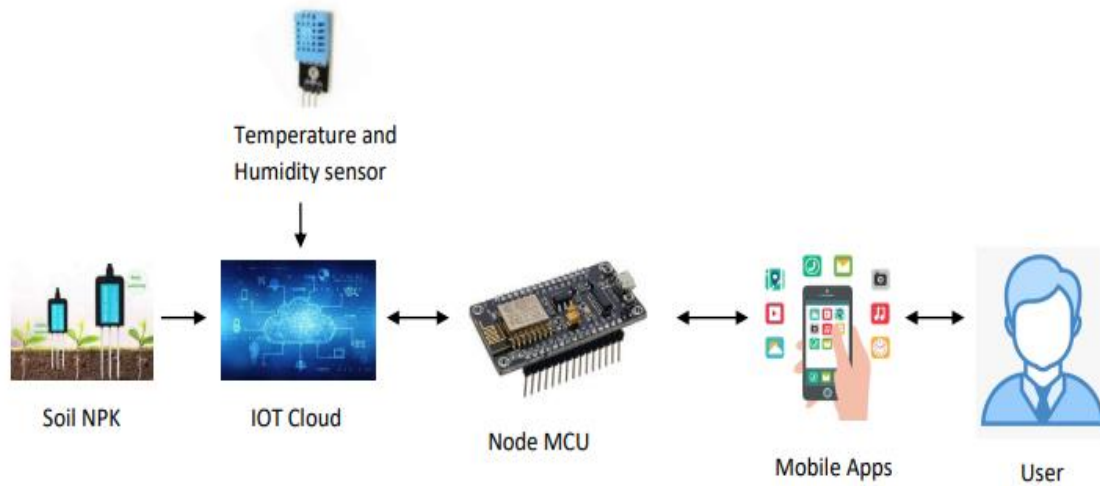 Temperature and
Humidity sensor
Soil NPK
IOT Cloud
Node MCU
Mobile Apps
User